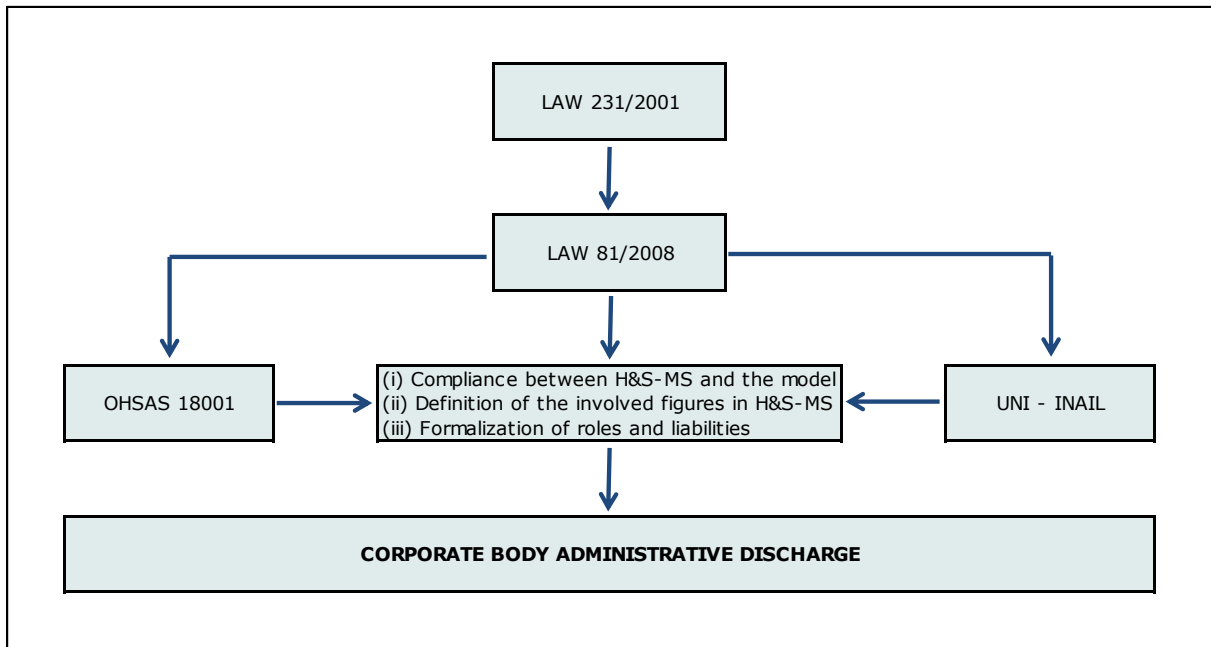 LAW 231/2001
LAW 81/2008
OHSAS 18001
(i) Compliance between H&S-MS and the model
(ii) Definition of the involved figures in H&S-MS
(iii) Formalization of roles and liabilities
UNI - INAIL
CORPORATE BODY ADMINISTRATIVE DISCHARGE